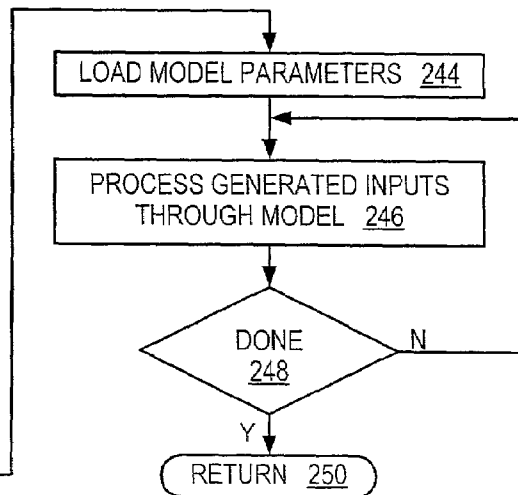 LOAD MODEL PARAMETERS 244
PROCESS GENERATED INPUTS
THROUGH MODEL 246
DONE
248
N
Y
RETURN 250